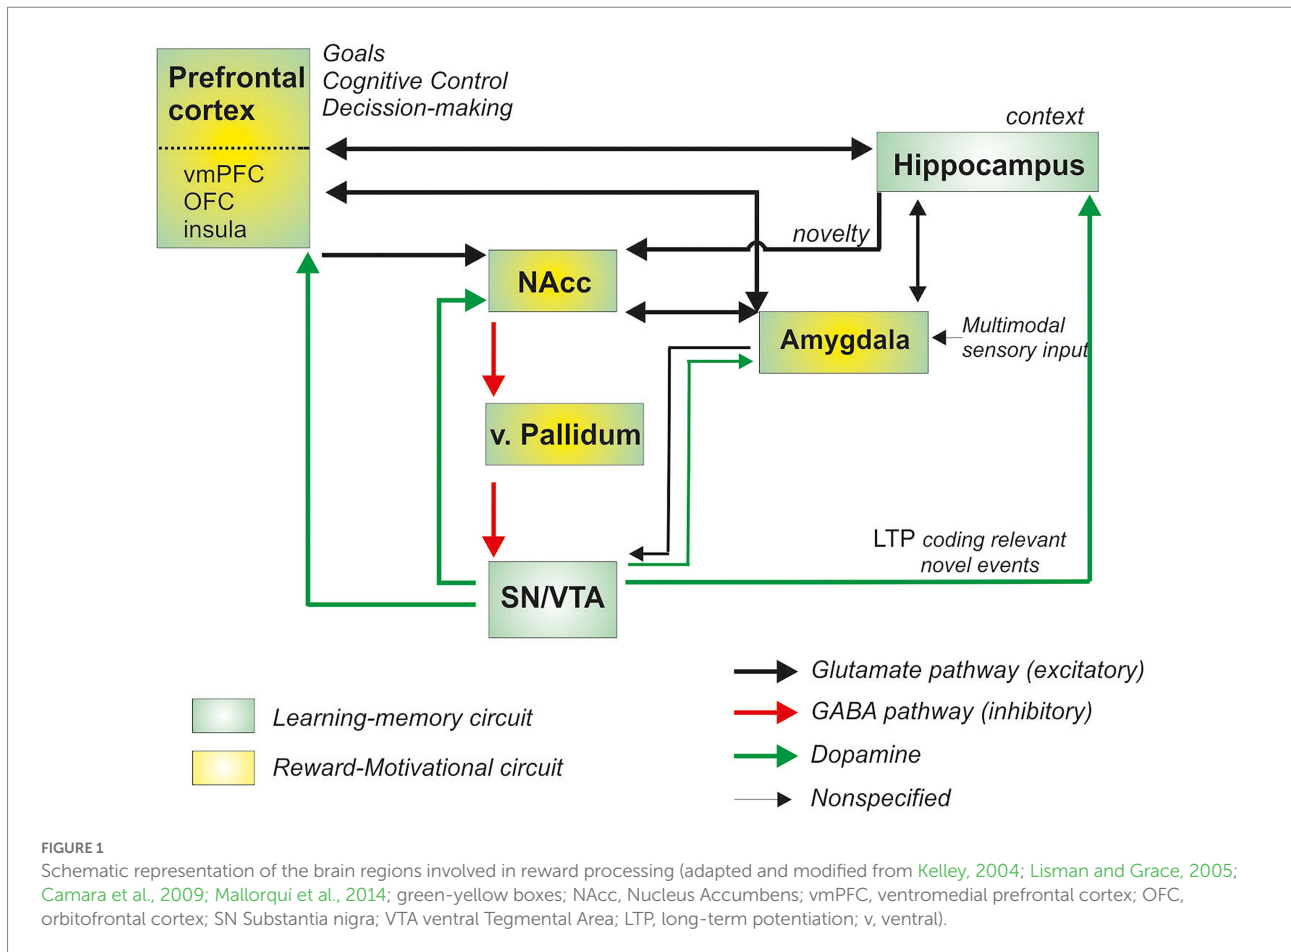 Goals
Cognitive Control
Decission-making
Prefrontal
cortex
vmPFC
OFC
insula
context
Hippocampus
novelty
NAcc
Amygdala
Multimodal
sensory input
v. Pallidum
LTP coding relevant
novel events
SN/VTA
Glutamate pathway (excitatory)
GABA pathway (inhibitory)
Dopamine
Nonspecified
Learning-memory circuit
Reward-Motivational circuit
FIGURE 1
Schematic representation of the brain regions involved in reward processing (adapted and modified from Kelley, 2004; Lisman and Grace, 2005;
Camara et al., 2009; Mallorquí et al., 2014; green-yellow boxes; NAcc, Nucleus Accumbens; vmPFC, ventromedial prefrontal cortex; OFC,
orbitofrontal cortex; SN Substantia nigra; VTA ventral Tegmental Area; LTP, long-term potentiation; v, ventral).